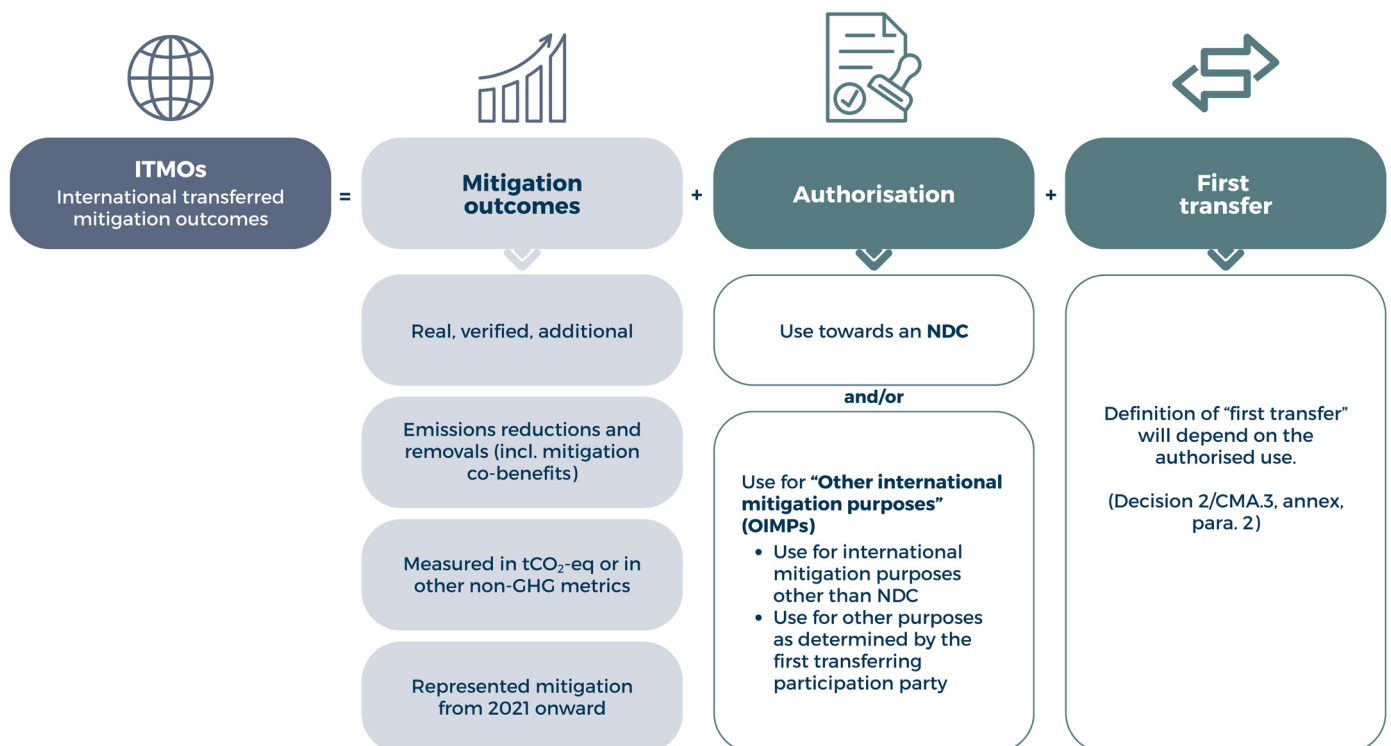 ITMOs
International transferred
mitigation outcomes
=
Mitigation
outcomes
+
Authorisation
+
First
transfer
Real, verified, additional
Emissions reductions and
removals (incl. mitigation
co-benefits)
Measured in tCO₂-eq or in
other non-GHG metrics
Represented mitigation
from 2021 onward
Use towards an NDC
and/or
Use for “Other international
mitigation purposes”
(OIMPs)
• Use for international
mitigation purposes
other than NDC
• Use for other purposes
as determined by the
first transferring
participation party
Definition of “first transfer”
will depend on the
authorised use.
(Decision 2/CMA.3, annex,
para. 2)